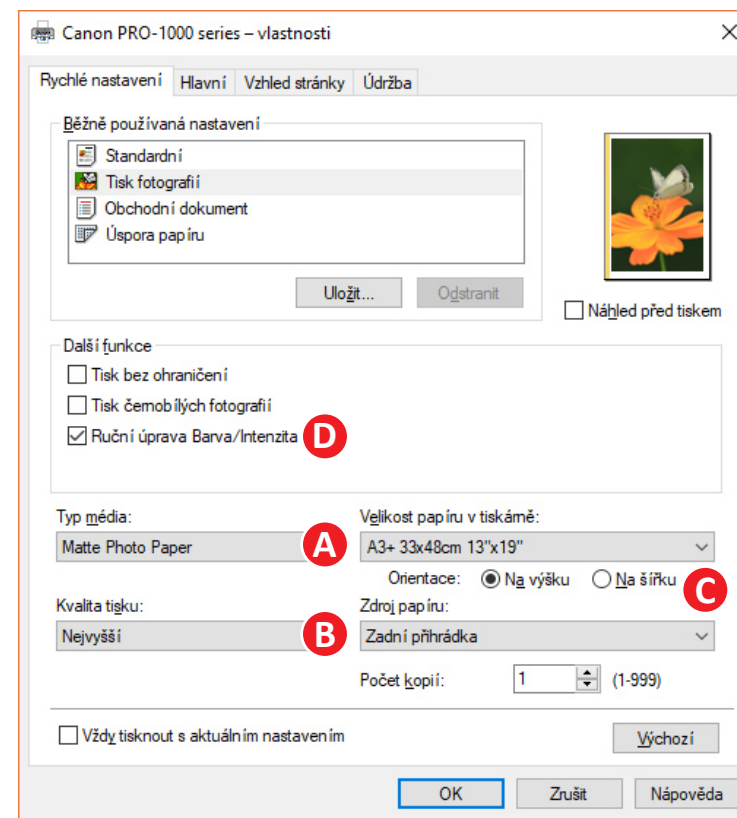 Canon PRO-1000 series – vlastnosti
Rychlé nastavení Hlavní Vzhled stránky Údržba
Běžně používaná nastavení
Standardní
Tisk fotografií
Obchodní dokument
Úspora papíru
Uložit... Odstranit
Náhled před tiskem
Další funkce
Tisk bez ohraničení
Tisk černobílých fotografií
Ruční úprava Barva/Intenzita D
Typ média: Velikost papíru v tiskárně:
Matte Photo Paper A A3+ 33x48cm 13"x19"
Orientace: Na výšku Na šířku C
Kvalita tisku: Zdroj papíru:
Nejvyšší B Zadní přihrádka
Počet kopií: 1 (1-999)
Vždy tisknout s aktuálním nastavením Výchozí
OK Zrušit Nápověda